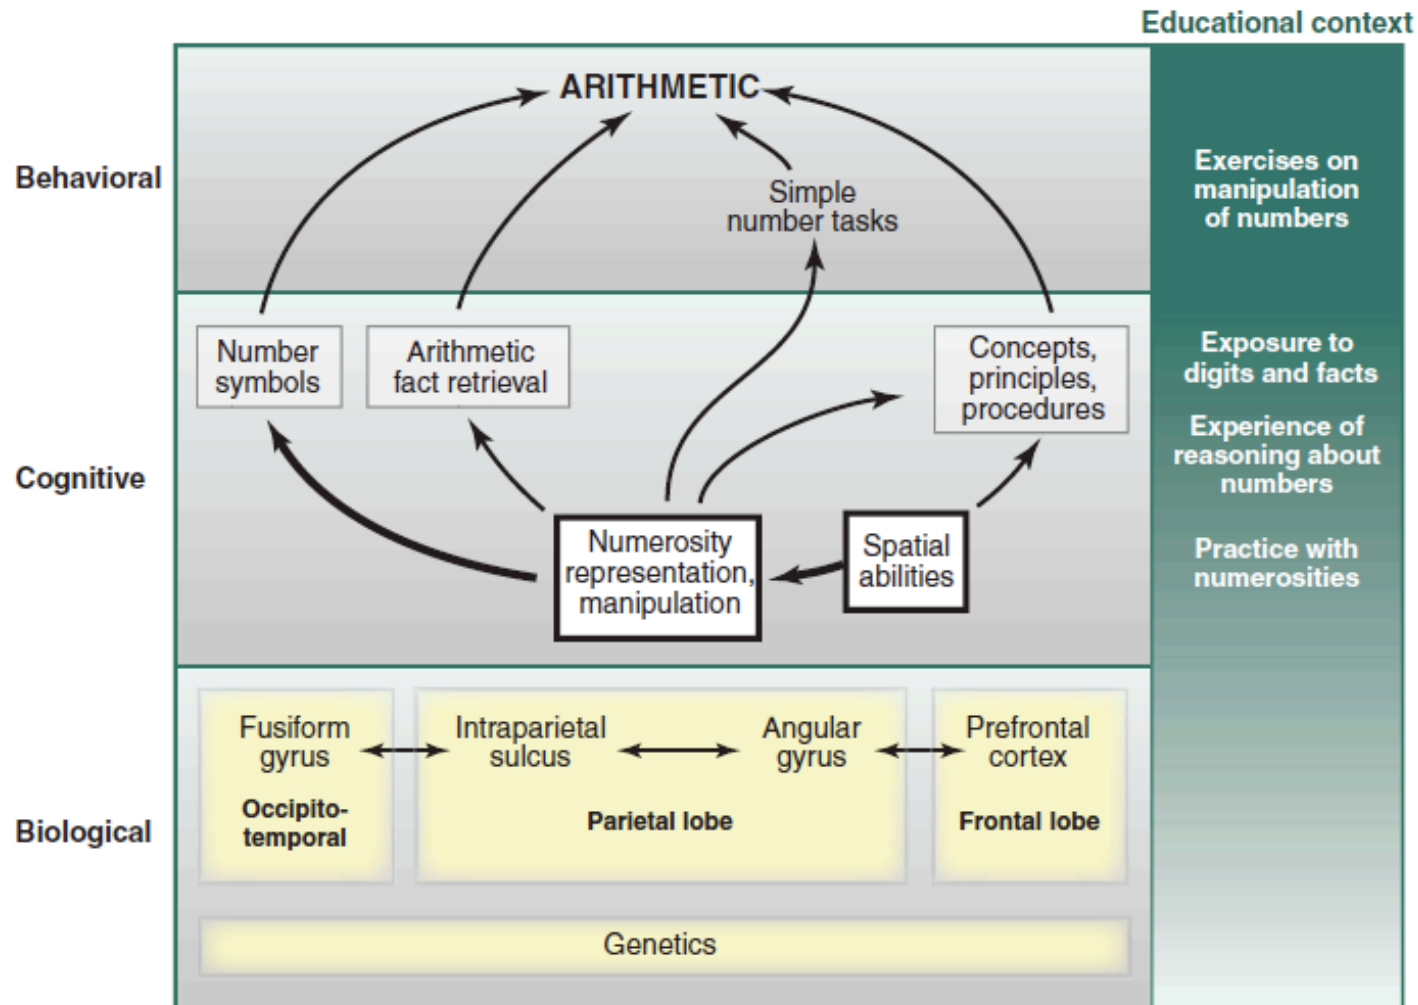 Educational context
ARITHMETIC
Behavioral
Simple
number tasks
Exercises on
manipulation
of numbers
Number
symbols
Arithmetic
fact retrieval
Concepts,
principles,
procedures
Exposure to
digits and facts
Cognitive
Experience of
reasoning about
numbers
Numerosity
representation,
manipulation
Spatial
abilities
Practice with
numerosities
Biological
Fusiform
gyrus
Occipito-
temporal
Intraparietal
sulcus
Angular
gyrus
Parietal lobe
Prefrontal
cortex
Frontal lobe
Genetics